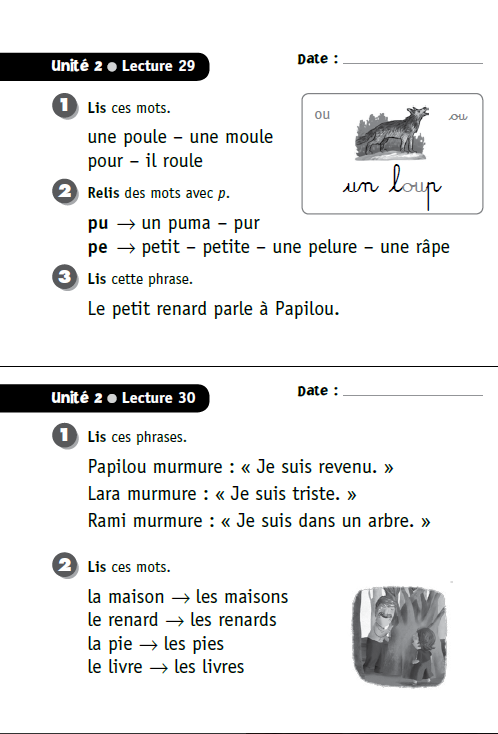 Unité 2 ● Lecture 29
Date :
1 Lis ces mots.
une poule – une moule
pour – il roule
ou
ou
un loup
2 Relis des mots avec p.
pu → un puma – pur
pe → petit – petite – une pelure – une râpe
3 Lis cette phrase.
Le petit renard parle à Papilou.
Unité 2 ● Lecture 30
Date :
1 Lis ces phrases.
Papilou murmure : « Je suis revenu. »
Lara murmure : « Je suis triste. »
Rami murmure : « Je suis dans un arbre. »
2 Lis ces mots.
la maison → les maisons
le renard → les renards
la pie → les pies
le livre → les livres